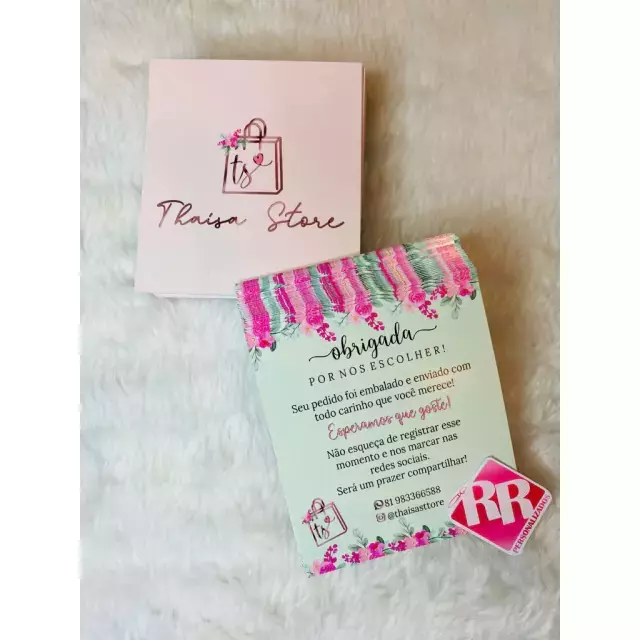 ts
Thaisa Store
obrigada
POR NOS ESCOLHER!
Seu pedido foi embalado e enviado com
todo carinho que você merece!
Esperamos que goste!
Não esqueça de registrar esse
momento e nos marcar nas
redes sociais.
Será um prazer compartilhar!
81 983366588
@thaisasttore
ts
RR
PERSONALIZADOS